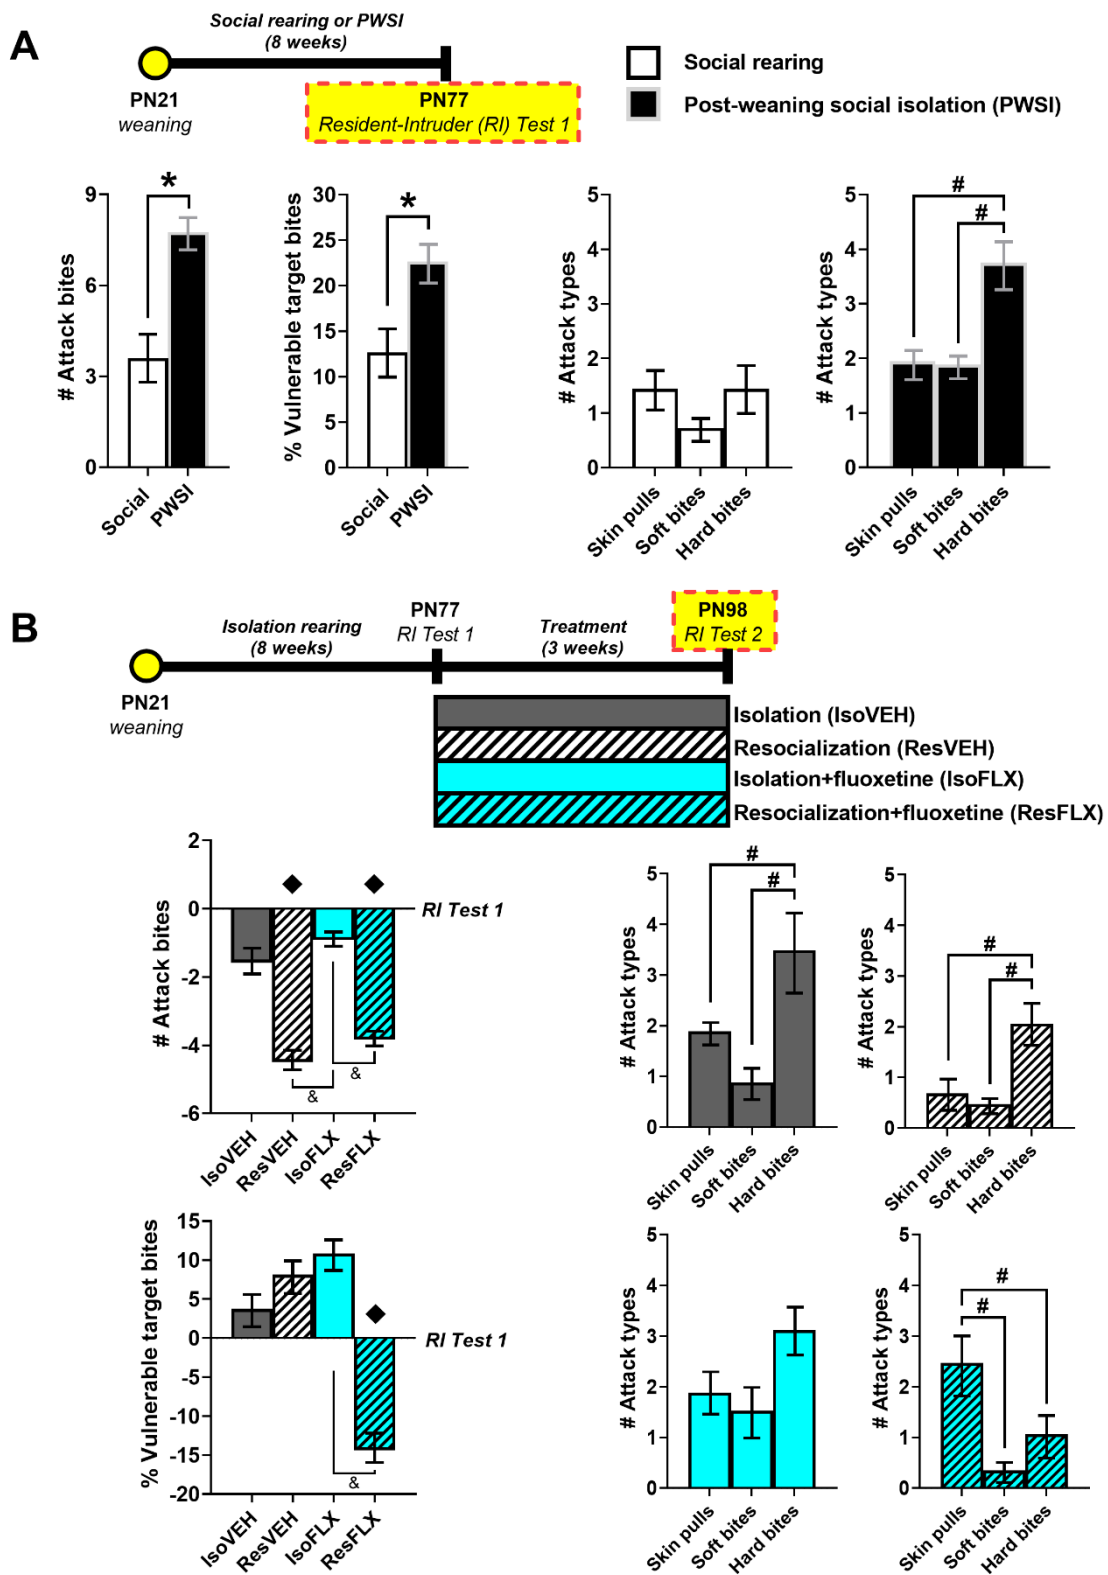 A
Social rearing or PWSI
(8 weeks)
PN21
weaning
PN77
Resident-Intruder (RI) Test 1
Social rearing
Post-weaning social isolation (PWSI)
# Attack bites
9
6
3
0
*
Social
PWSI
% Vulnerable target bites
30
25
20
15
10
5
0
*
Social
PWSI
# Attack types
5
4
3
2
1
0
Skin pulls
Soft bites
Hard bites
# Attack types
5
4
3
2
1
0
#
#
Skin pulls
Soft bites
Hard bites
B
Isolation rearing
(8 weeks)
PN77
RI Test 1
Treatment
(3 weeks)
PN98
RI Test 2
PN21
weaning
Isolation (IsoVEH)
Resocialization (ResVEH)
Isolation+fluoxetine (IsoFLX)
Resocialization+fluoxetine (ResFLX)
# Attack bites
2
0
-2
-4
-6
RI Test 1
&
&
IsoVEH
ResVEH
IsoFLX
ResFLX
# Attack types
5
4
3
2
1
0
#
#
Skin pulls
Soft bites
Hard bites
# Attack types
5
4
3
2
1
0
#
#
Skin pulls
Soft bites
Hard bites
% Vulnerable target bites
15
10
5
0
-5
-10
-15
-20
RI Test 1
&
IsoVEH
ResVEH
IsoFLX
ResFLX
# Attack types
5
4
3
2
1
0
Skin pulls
Soft bites
Hard bites
# Attack types
5
4
3
2
1
0
#
#
Skin pulls
Soft bites
Hard bites